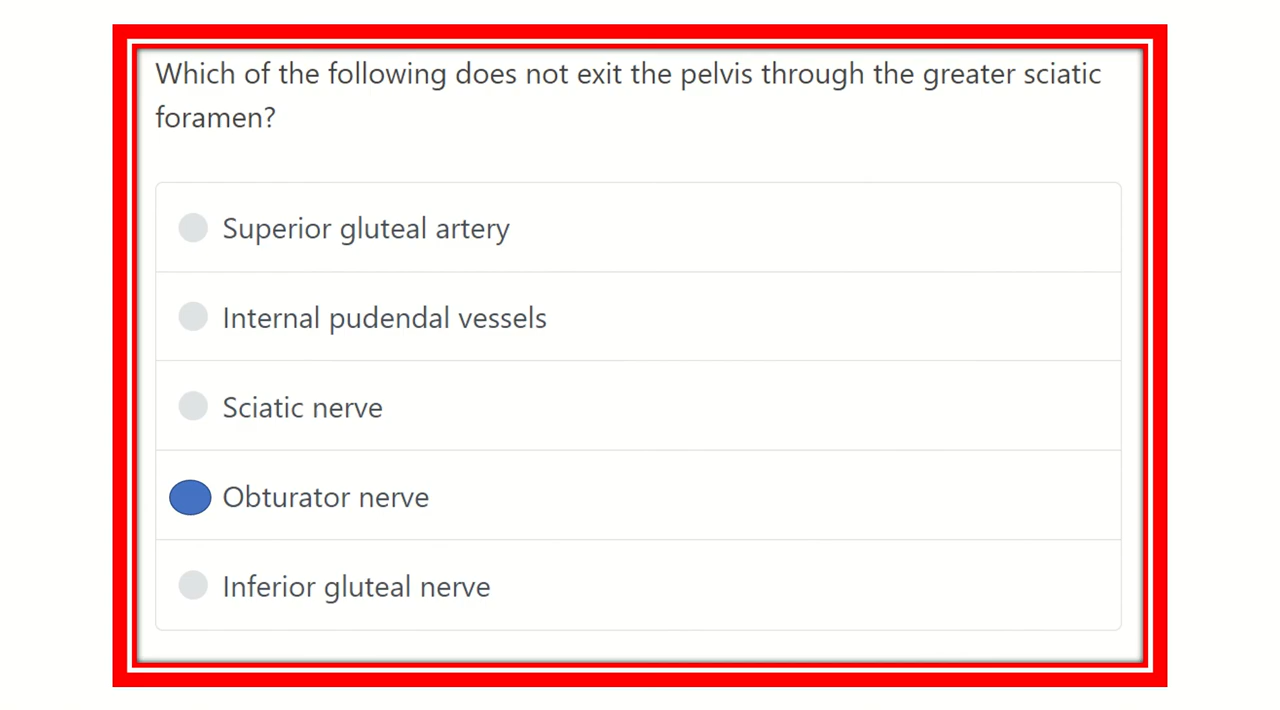 Which of the following does not exit the pelvis through the greater sciatic
foramen?
Superior gluteal artery
Internal pudendal vessels
Sciatic nerve
Obturator nerve
Inferior gluteal nerve